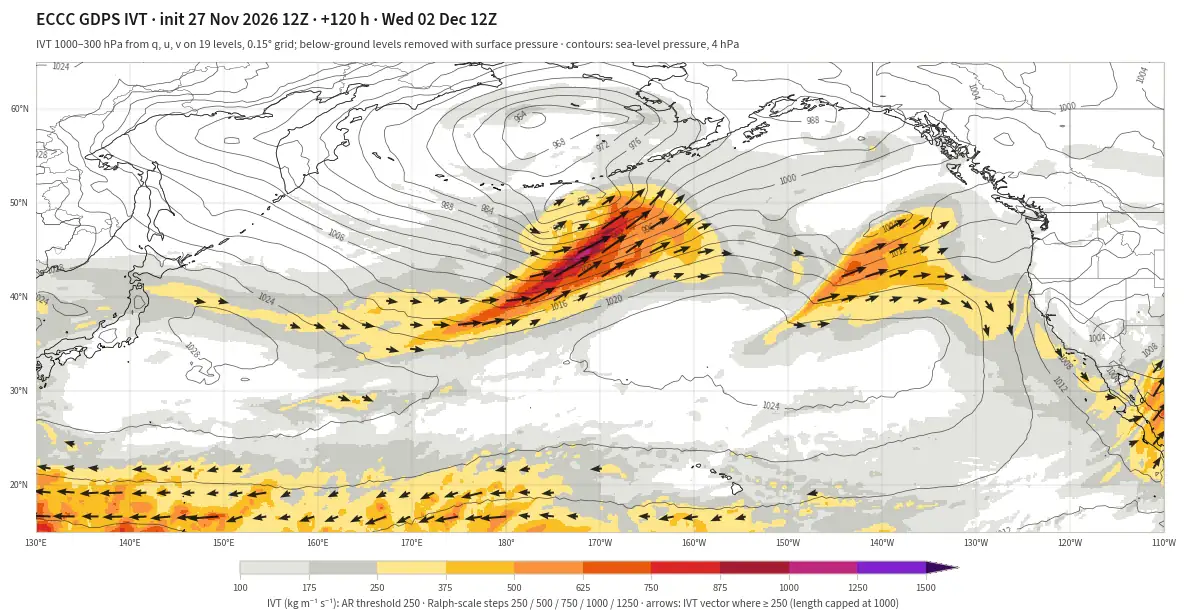 ECCC GDPS IVT · init 27 Nov 2026 12Z · +120 h · Wed 02 Dec 12Z
IVT 1000–300 hPa from q, u, v on 19 levels, 0.15° grid; below-ground levels removed with surface pressure · contours: sea-level pressure, 4 hPa
1024
1004
1004
1000
60°N
964
988
968
972
976
028
1000
50°N
988
984
1008
1008
1012
40°N
024
1024
1016
1020
1028
1004
1008
1008
1012
30°N
1024
20°N
130°E
140°E
150°E
160°E
170°E
180°
170°W
160°W
150°W
140°W
130°W
120°W
110°W
100
175
250
375
500
625
750
875
1000
1250
1500
IVT (kg m⁻¹ s⁻¹): AR threshold 250 · Ralph-scale steps 250 / 500 / 750 / 1000 / 1250 · arrows: IVT vector where ≥ 250 (length capped at 1000)